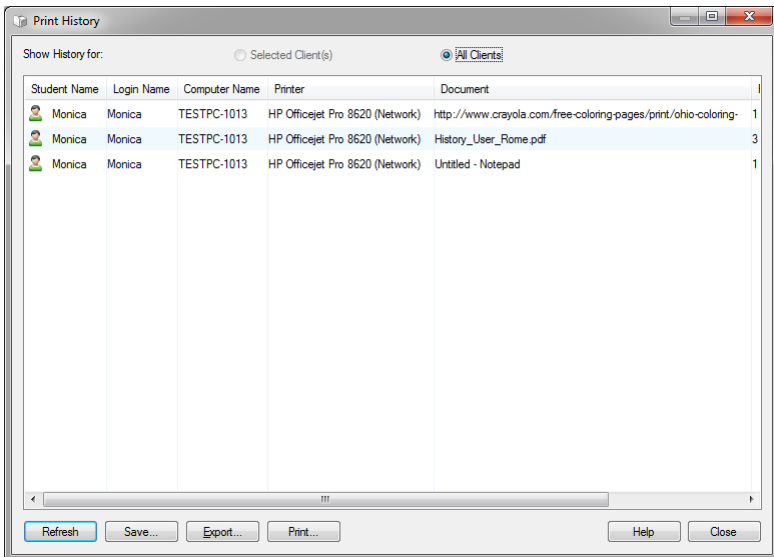 Print History
Show History for: Selected Client(s) All Clients
Student Name Login Name Computer Name Printer Document
Monica Monica TESTPC-1013 HP Officejet Pro 8620 (Network) http://www.crayola.com/free-coloring-pages/print/ohio-coloring- 1
Monica Monica TESTPC-1013 HP Officejet Pro 8620 (Network) History_User_Rome.pdf 3
Monica Monica TESTPC-1013 HP Officejet Pro 8620 (Network) Untitled - Notepad 1
Refresh Save... Export... Print... Help Close